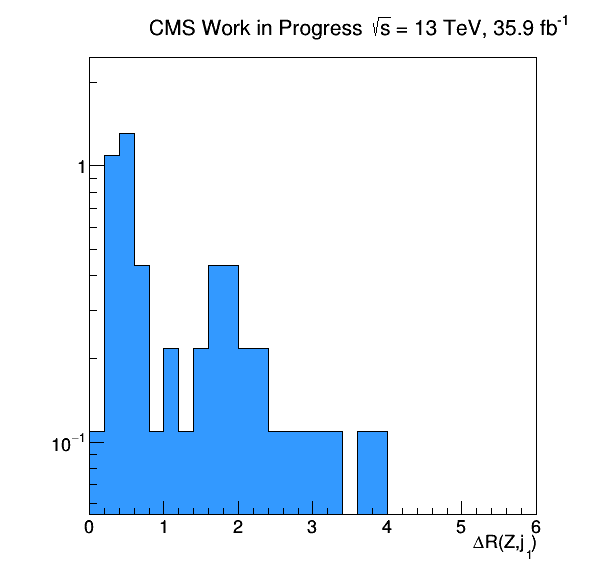 CMS Work in Progress √s = 13 TeV, 35.9 fb⁻¹
1
10⁻¹
0 1 2 3 4 5 6
ΔR(Z,j₁)